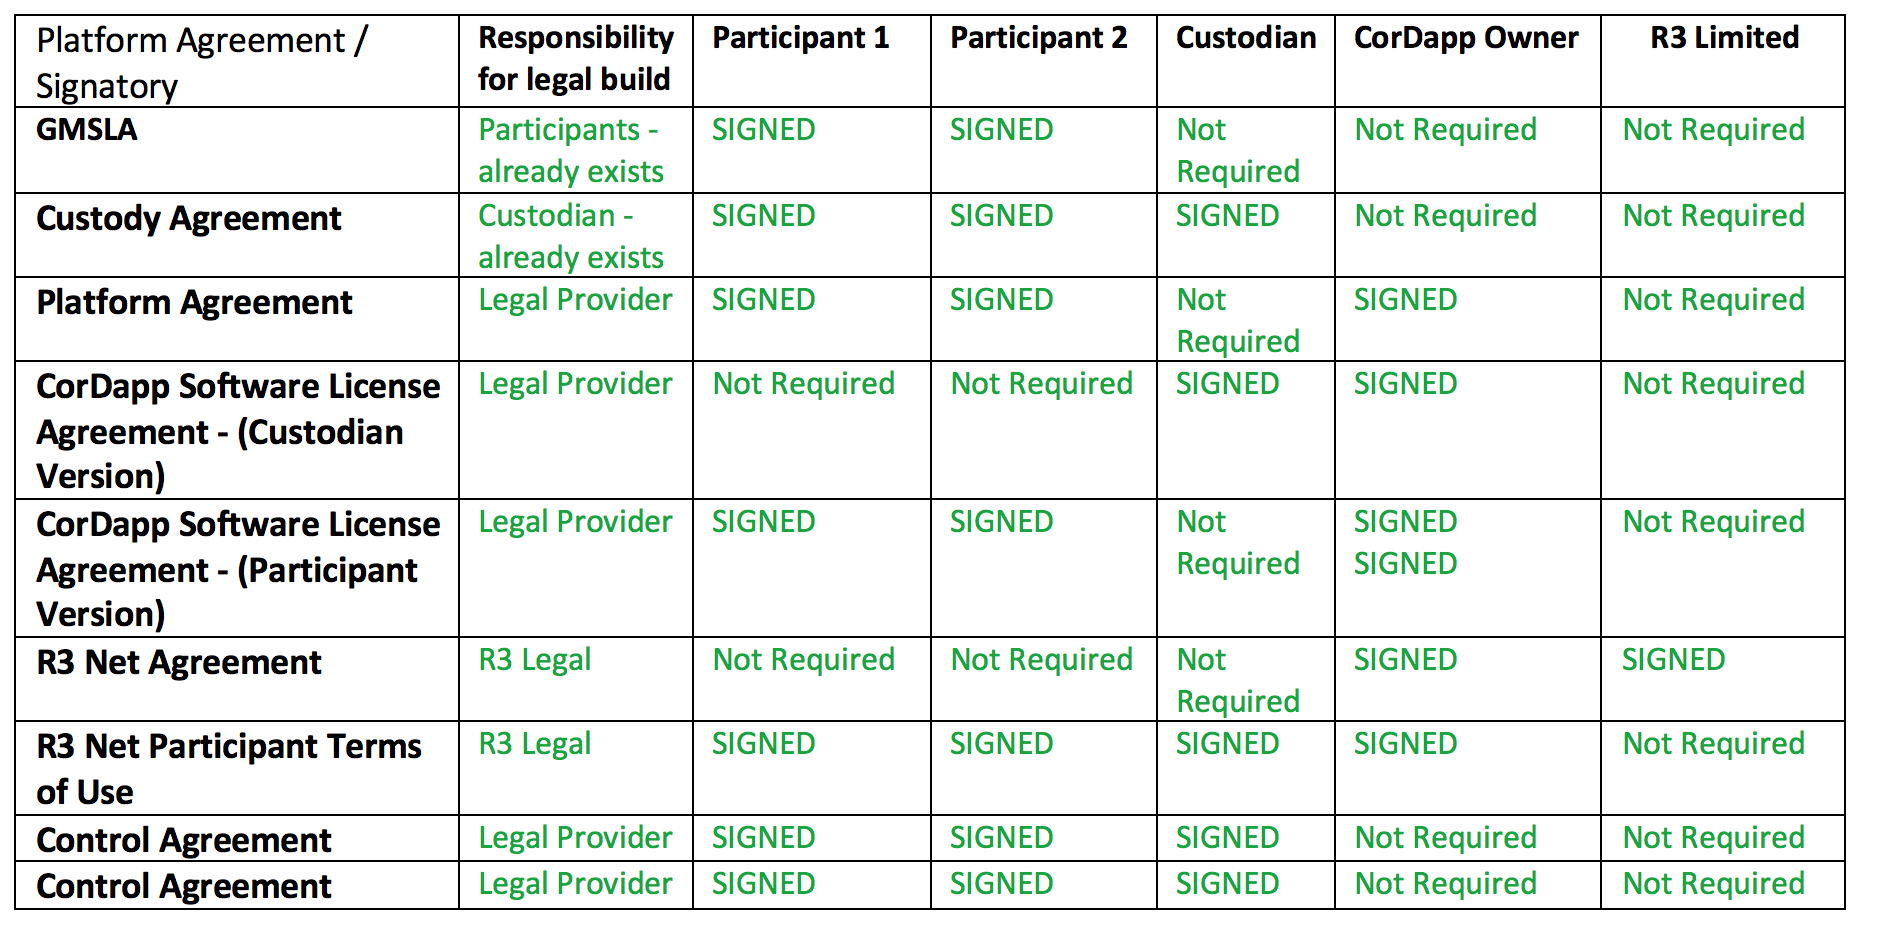 Platform Agreement / Signatory
Responsibility for legal build
Participant 1
Participant 2
Custodian
CorDapp Owner
R3 Limited
GMSLA
Participants - already exists
SIGNED
SIGNED
Not Required
Not Required
Not Required
Custody Agreement
Custodian - already exists
SIGNED
SIGNED
SIGNED
Not Required
Not Required
Platform Agreement
Legal Provider
SIGNED
SIGNED
Not Required
SIGNED
Not Required
CorDapp Software License Agreement - (Custodian Version)
Legal Provider
Not Required
Not Required
SIGNED
SIGNED
Not Required
CorDapp Software License Agreement - (Participant Version)
Legal Provider
SIGNED
SIGNED
Not Required
SIGNED
SIGNED
Not Required
R3 Net Agreement
R3 Legal
Not Required
Not Required
Not Required
SIGNED
SIGNED
R3 Net Participant Terms of Use
R3 Legal
SIGNED
SIGNED
SIGNED
SIGNED
Not Required
Control Agreement
Legal Provider
SIGNED
SIGNED
SIGNED
Not Required
Not Required
Control Agreement
Legal Provider
SIGNED
SIGNED
SIGNED
Not Required
Not Required